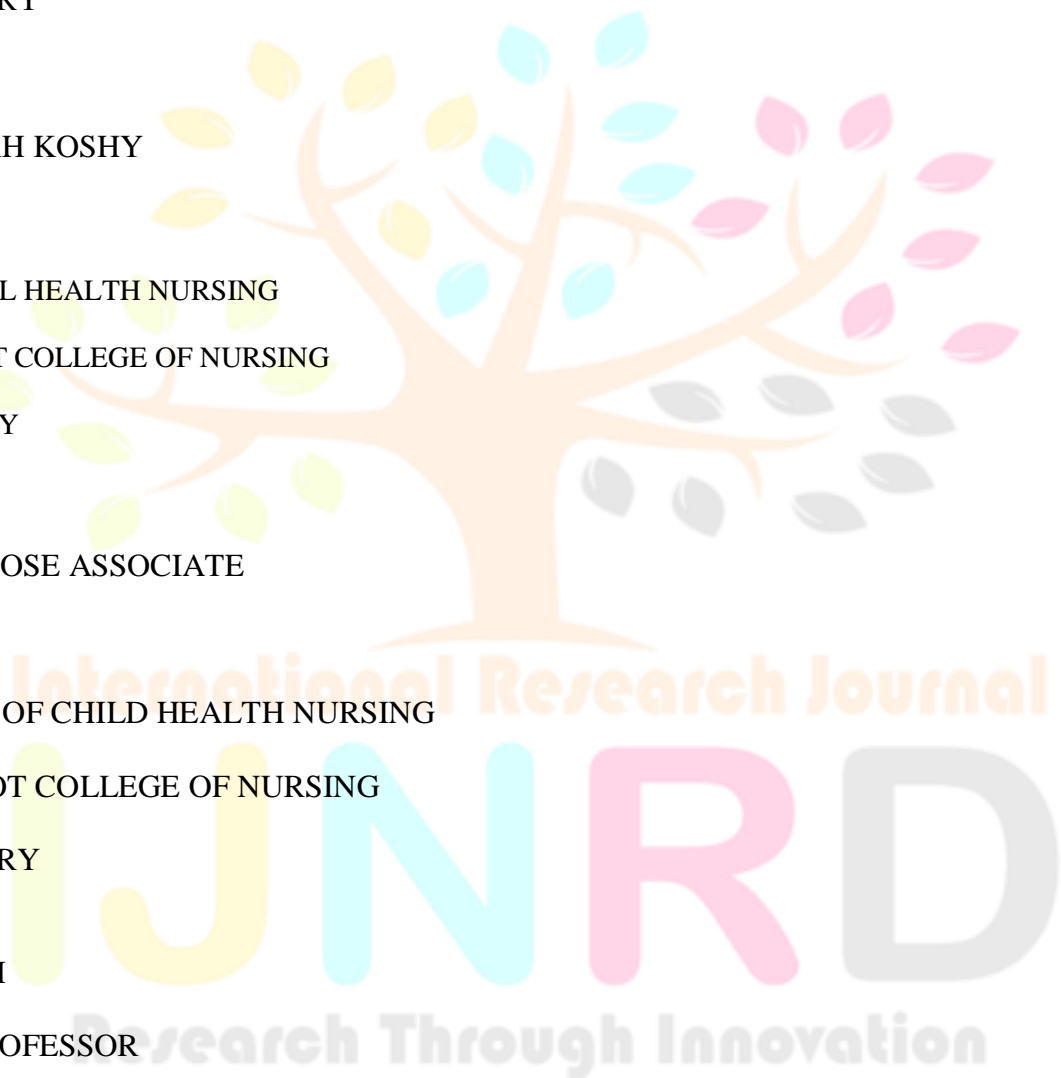 AH KOSHY
L HEALTH NURSING
T COLLEGE OF NURSING
Y
OSE ASSOCIATE
International Research Journal
OF CHILD HEALTH NURSING
OT COLLEGE OF NURSING
RY
IJNRD
OFESSOR
Research Through Innovation